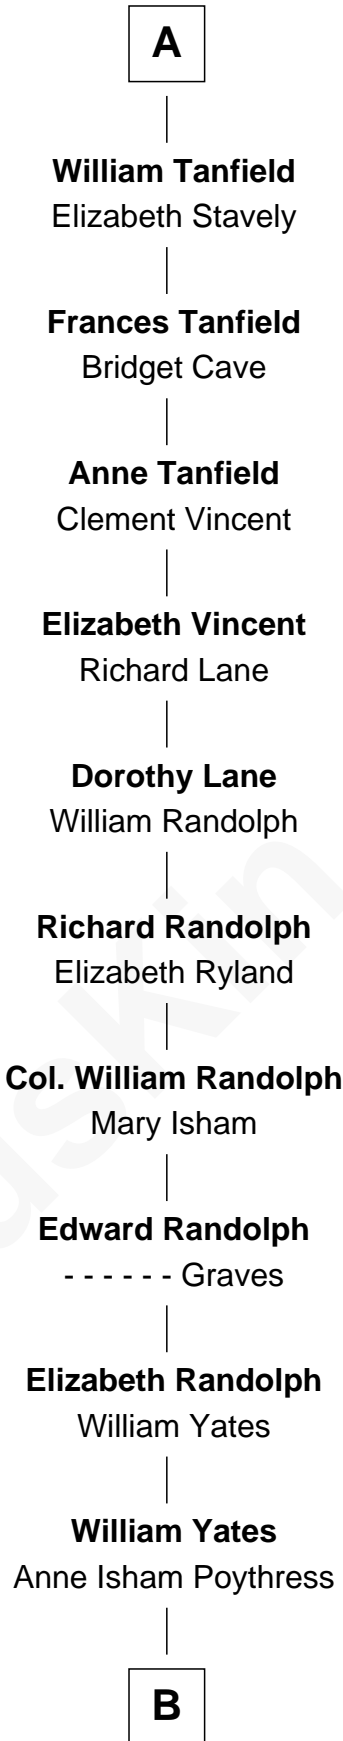 A
William Tanfield
Elizabeth Stavely
Frances Tanfield
Bridget Cave
Anne Tanfield
Clement Vincent
Elizabeth Vincent
Richard Lane
Dorothy Lane
William Randolph
Richard Randolph
Elizabeth Ryland
Col. William Randolph
Mary Isham
Edward Randolph
- - - - - - Graves
Elizabeth Randolph
William Yates
William Yates
Anne Isham Poythress
B